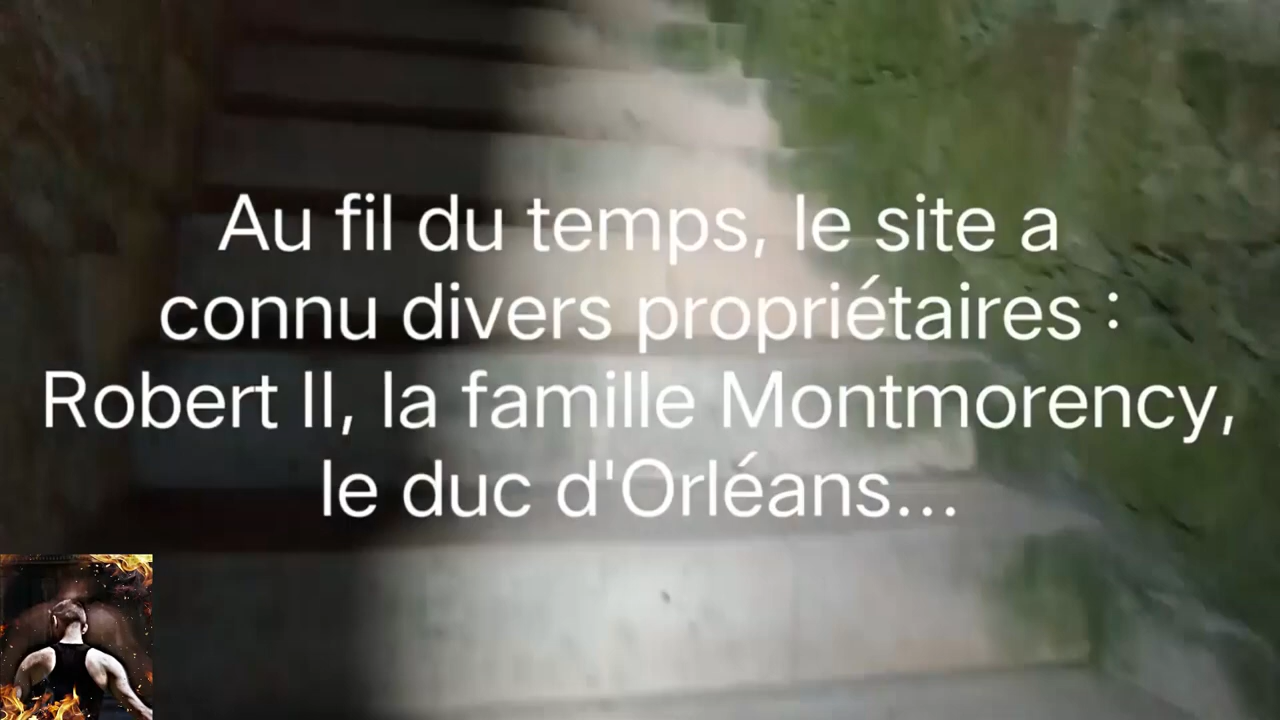 Au fil du temps, le site a
connu divers propriétaires :
Robert II, la famille Montmorency,
le duc d'Orléans...